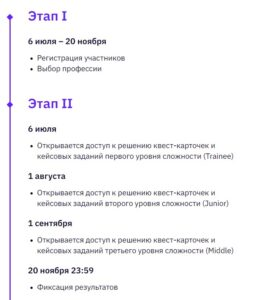 Этап I
6 июля – 20 ноября
Регистрация участников
Выбор профессии
Этап II
6 июля
Открывается доступ к решению квест-карточек и
кейсовых заданий первого уровня сложности (Trainee)
1 августа
Открывается доступ к решению квест-карточек и
кейсовых заданий второго уровня сложности (Junior)
1 сентября
Открывается доступ к решению квест-карточек и
кейсовых заданий третьего уровня сложности (Middle)
20 ноября 23:59
Фиксация результатов